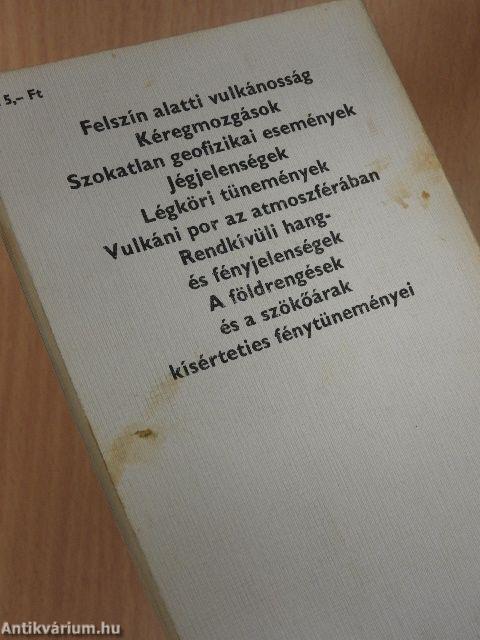 5,– Ft
Felszín alatti vulkánosság
Kéregmozgások
Szokatlan geofizikai események
Jégjelenségek
Légköri tünemények
Vulkáni por az atmoszférában
Rendkívüli hang-
és fényjelenségek
A földrengések
és a szökőárak
kísérteties fénytüneményei
Antikvárium.hu